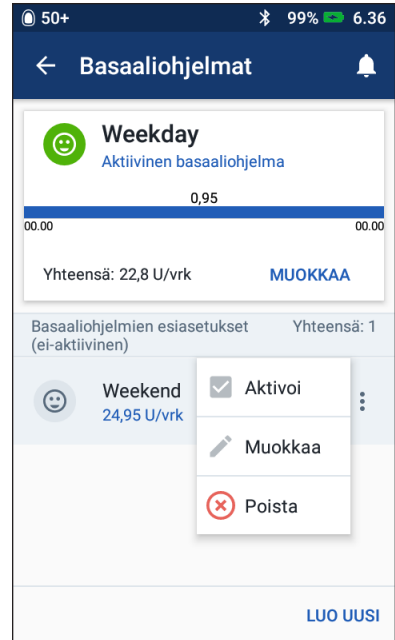 50+ 99% 6.36
Basaaliohjelmat
Weekday
Aktiivinen basaaliohjelma
0,95
00.00 00.00
Yhteensä: 22,8 U/vrk MUOKKAA
Basaaliohjelmien esiasetukset Yhteensä: 1
(ei-aktiivinen)
Weekend
24,95 U/vrk
Aktivoi
Muokkaa
Poista
LUO UUSI